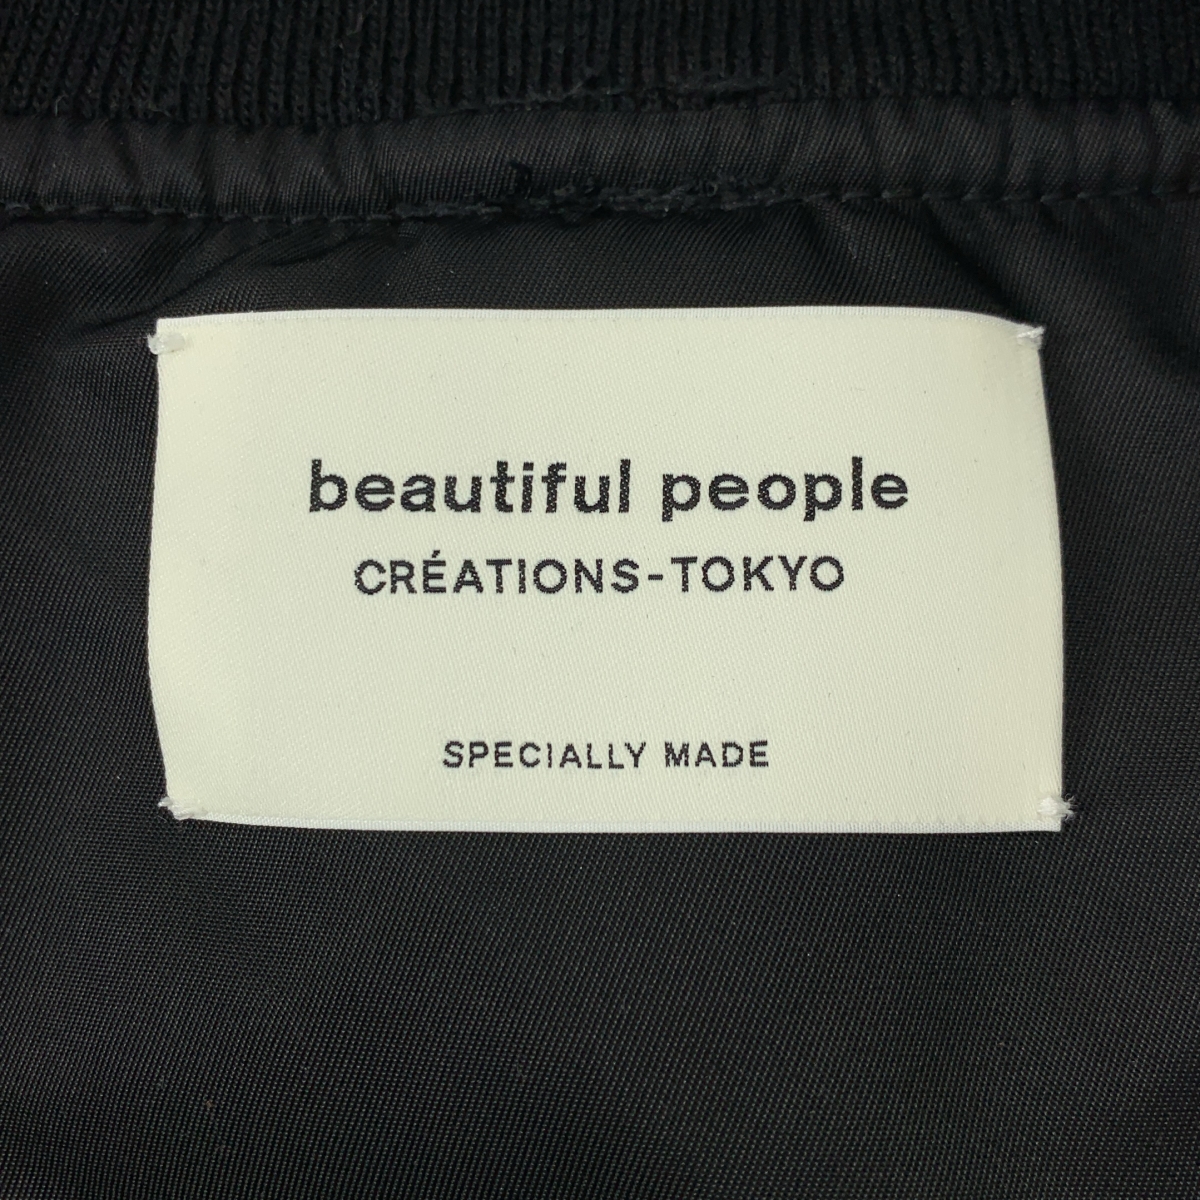 beautiful people
CRÉATIONS-TOKYO
SPECIALLY MADE